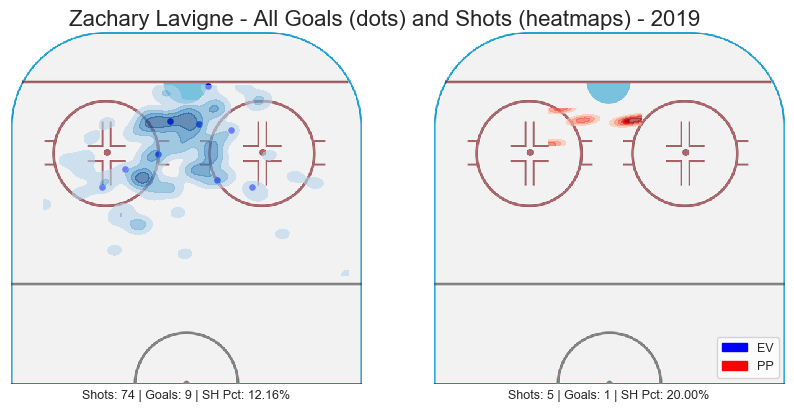 Zachary Lavigne - All Goals (dots) and Shots (heatmaps) - 2019
EV
PP
Shots: 74 | Goals: 9 | SH Pct: 12.16%
Shots: 5 | Goals: 1 | SH Pct: 20.00%